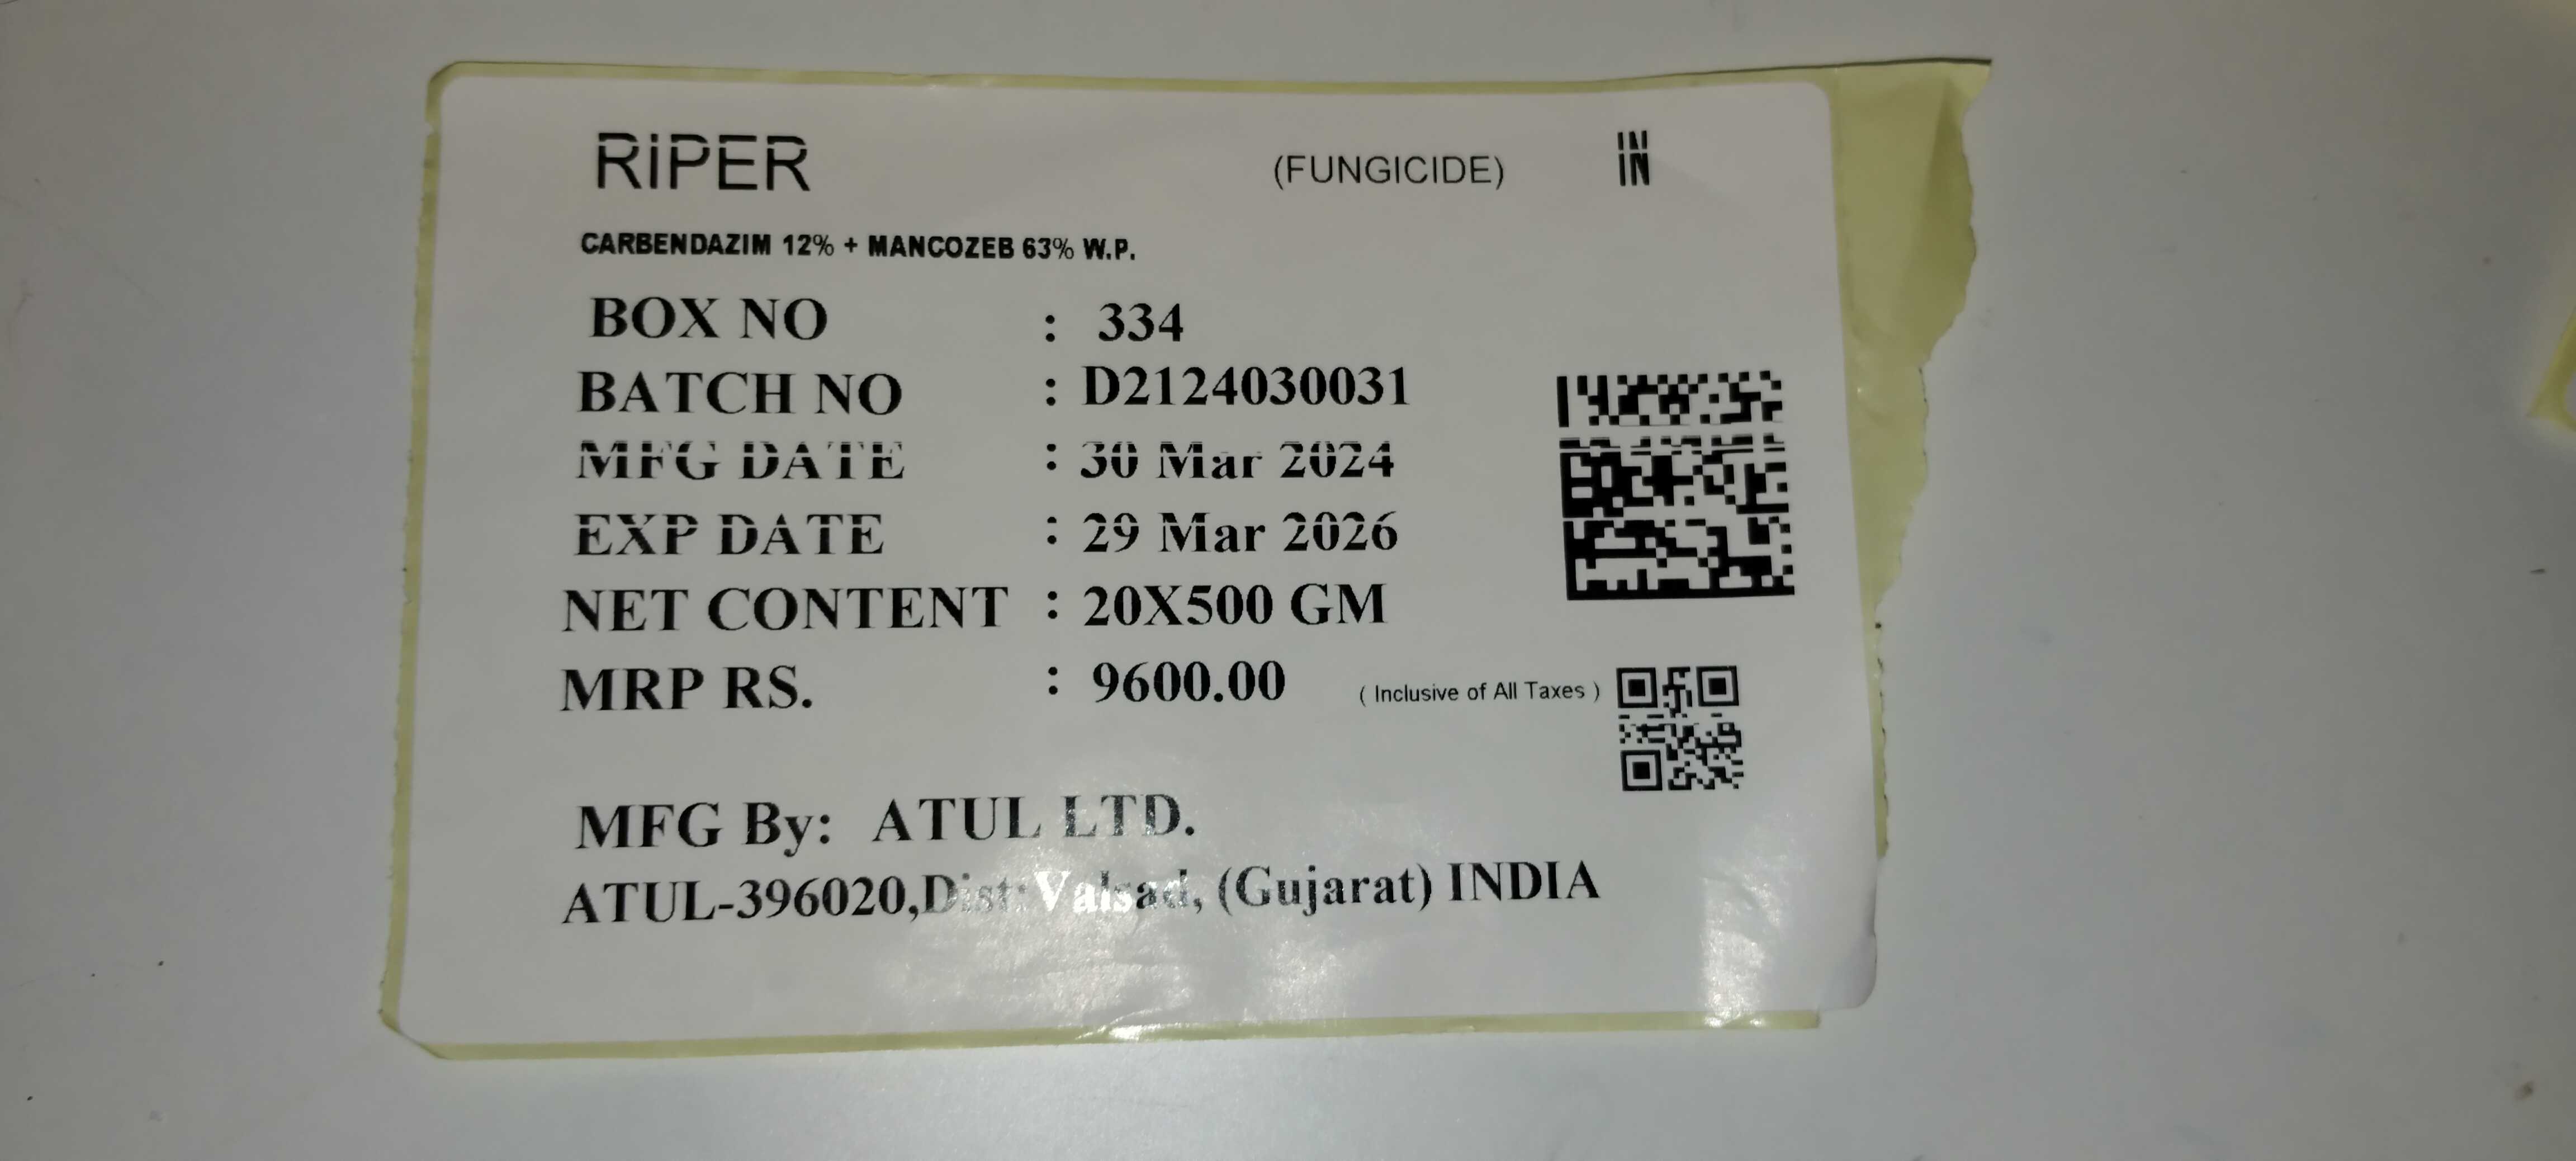 RiPER (FUNGICIDE) IN
CARBENDAZIM 12% + MANCOZEB 63% W.P.
BOX NO : 334
BATCH NO : D2124030031
MFG DATE : 30 Mar 2024
EXP DATE : 29 Mar 2026
NET CONTENT : 20X500 GM
MRP RS. : 9600.00 ( Inclusive of All Taxes )
MFG By: ATUL LTD.
ATUL-396020,Dist: Valsad, (Gujarat) INDIA